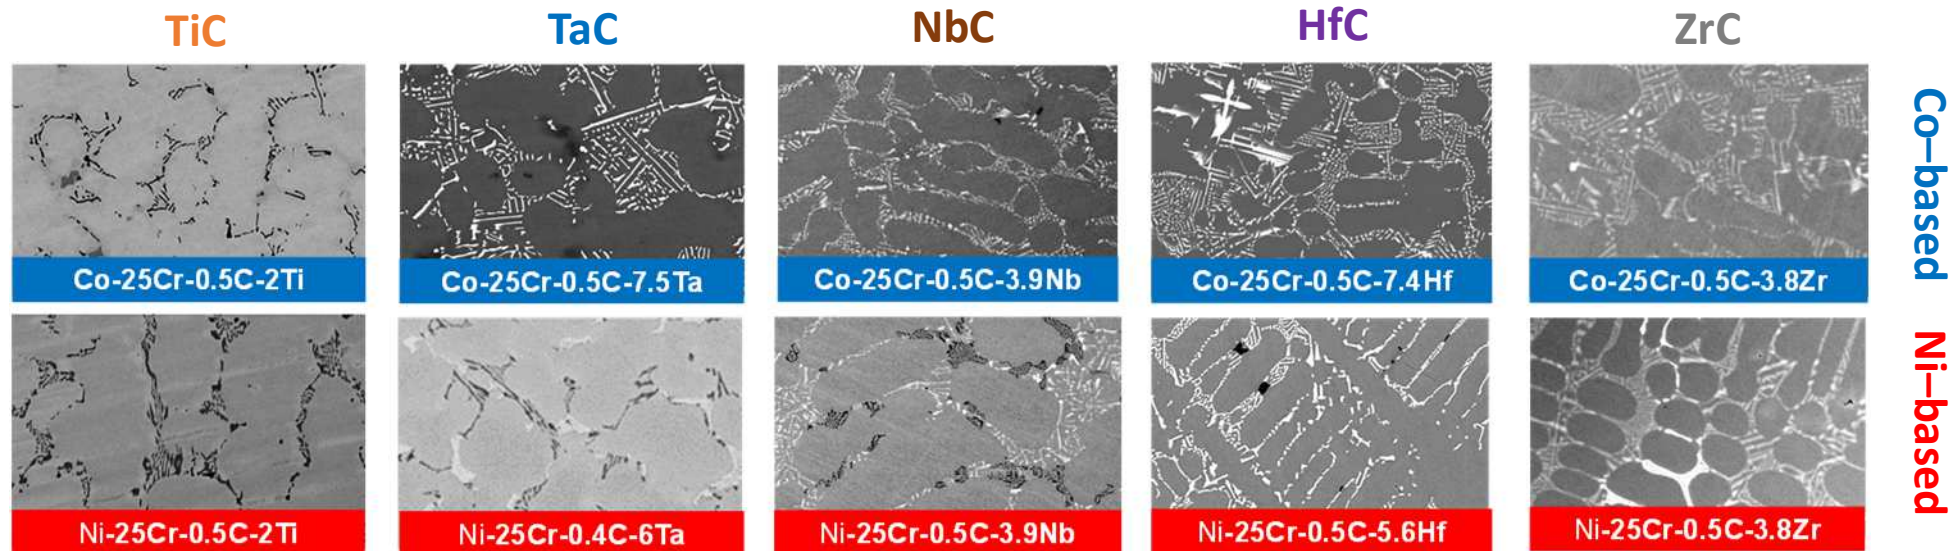 TiC
TaC
NbC
HfC
ZrC
Co-25Cr-0.5C-2Ti
Co-25Cr-0.5C-7.5Ta
Co-25Cr-0.5C-3.9Nb
Co-25Cr-0.5C-7.4Hf
Co-25Cr-0.5C-3.8Zr
Co–based
Ni-25Cr-0.5C-2Ti
Ni-25Cr-0.4C-6Ta
Ni-25Cr-0.5C-3.9Nb
Ni-25Cr-0.5C-5.6Hf
Ni-25Cr-0.5C-3.8Zr
Ni–based